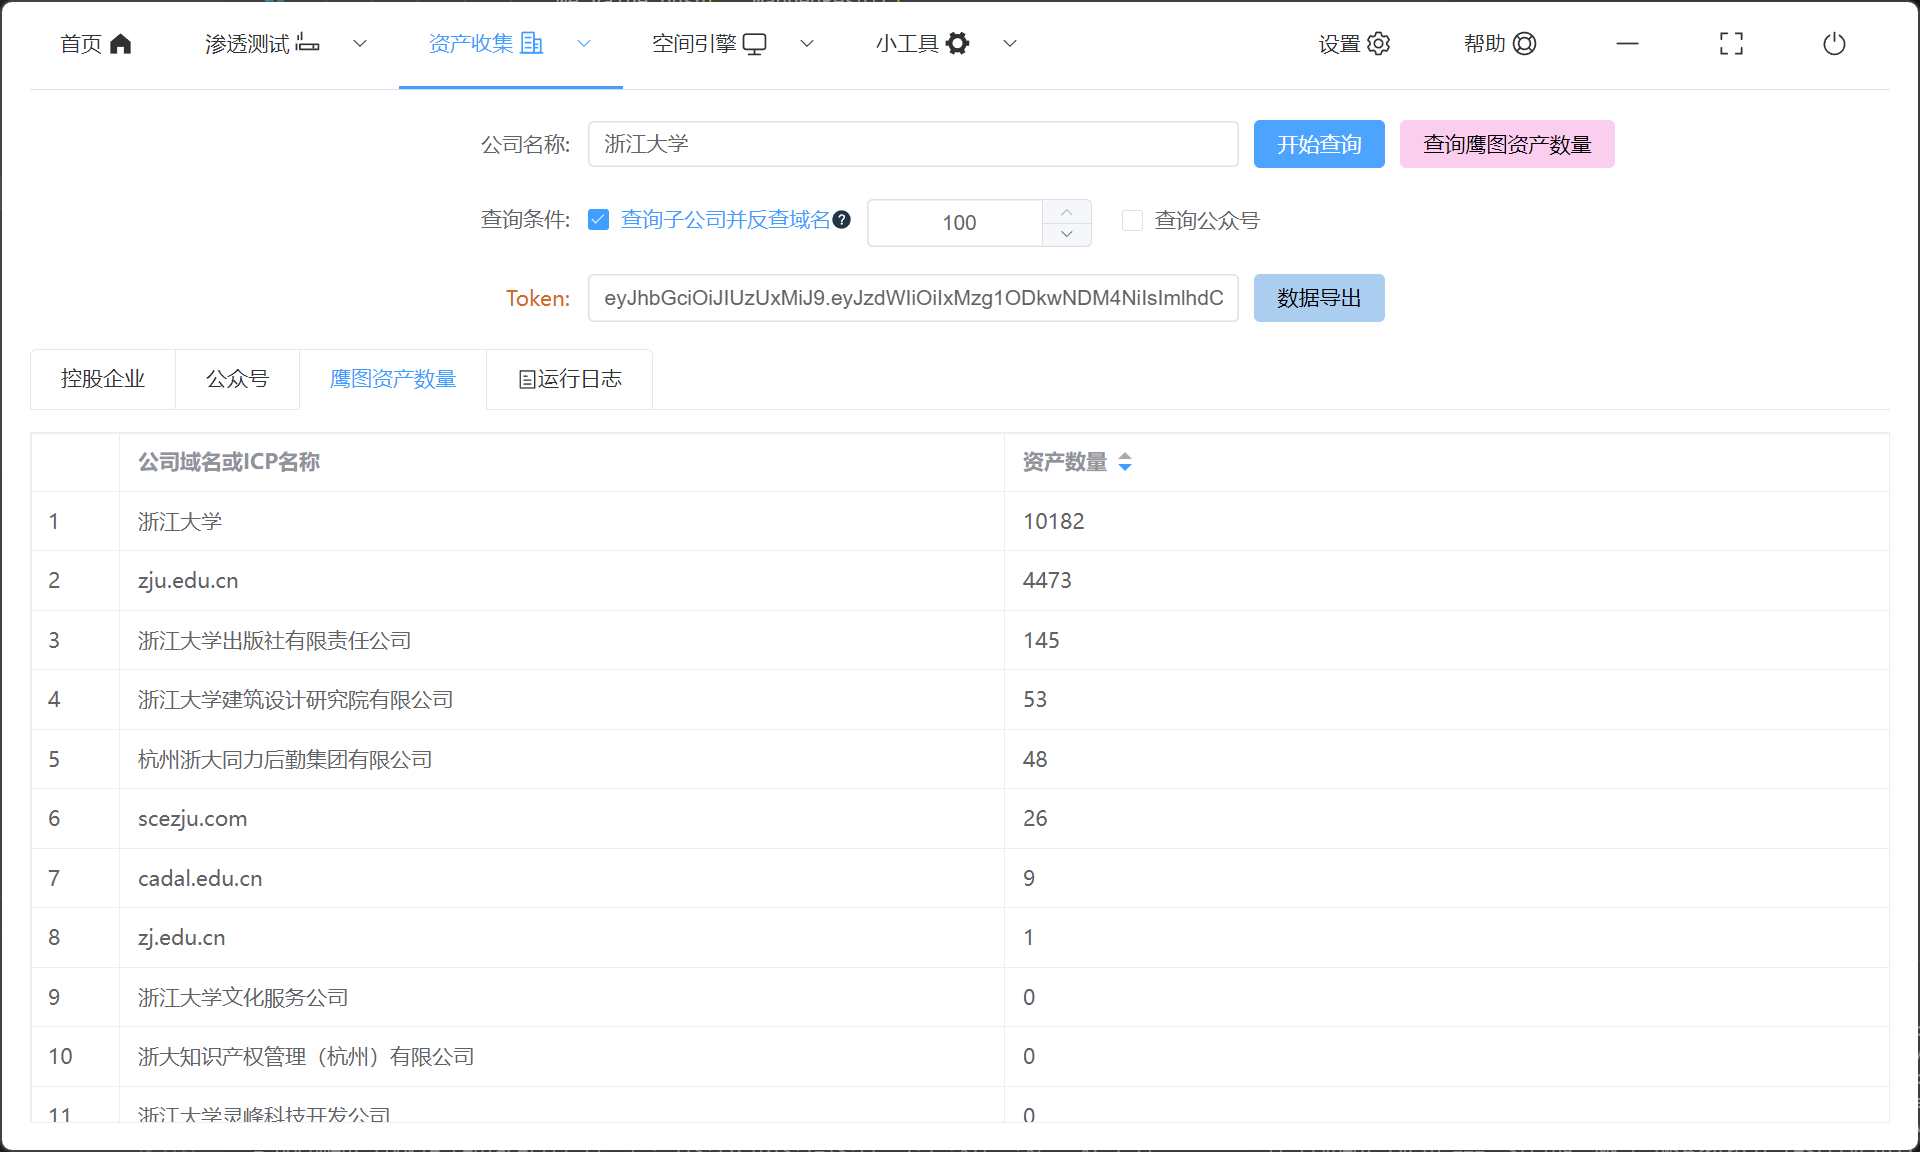 首页 渗透测试 资产收集 空间引擎 小工具 设置 帮助
公司名称: 浙江大学 开始查询 查询鹰图资产数量
查询条件: 查询子公司并反查域名 100 查询公众号
Token: eyJhbGciOiJIUzUxMiJ9.eyJzdWIiOiIxMzg1ODkwNDM4NiIsImlhdC 数据导出
控股企业 公众号 鹰图资产数量 运行日志
公司域名或ICP名称 资产数量
1 浙江大学 10182
2 zju.edu.cn 4473
3 浙江大学出版社有限责任公司 145
4 浙江大学建筑设计研究院有限公司 53
5 杭州浙大同力后勤集团有限公司 48
6 scezju.com 26
7 cadal.edu.cn 9
8 zj.edu.cn 1
9 浙江大学文化服务公司 0
10 浙大知识产权管理（杭州）有限公司 0
11 浙江大学灵峰科技开发公司 0